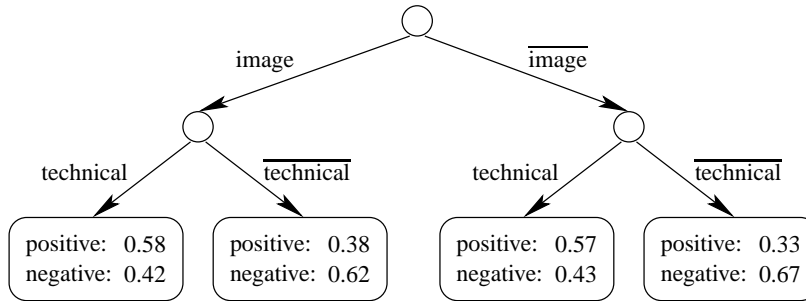 image
image
technical
technical
technical
technical
positive: 0.58
negative: 0.42
positive: 0.38
negative: 0.62
positive: 0.57
negative: 0.43
positive: 0.33
negative: 0.67